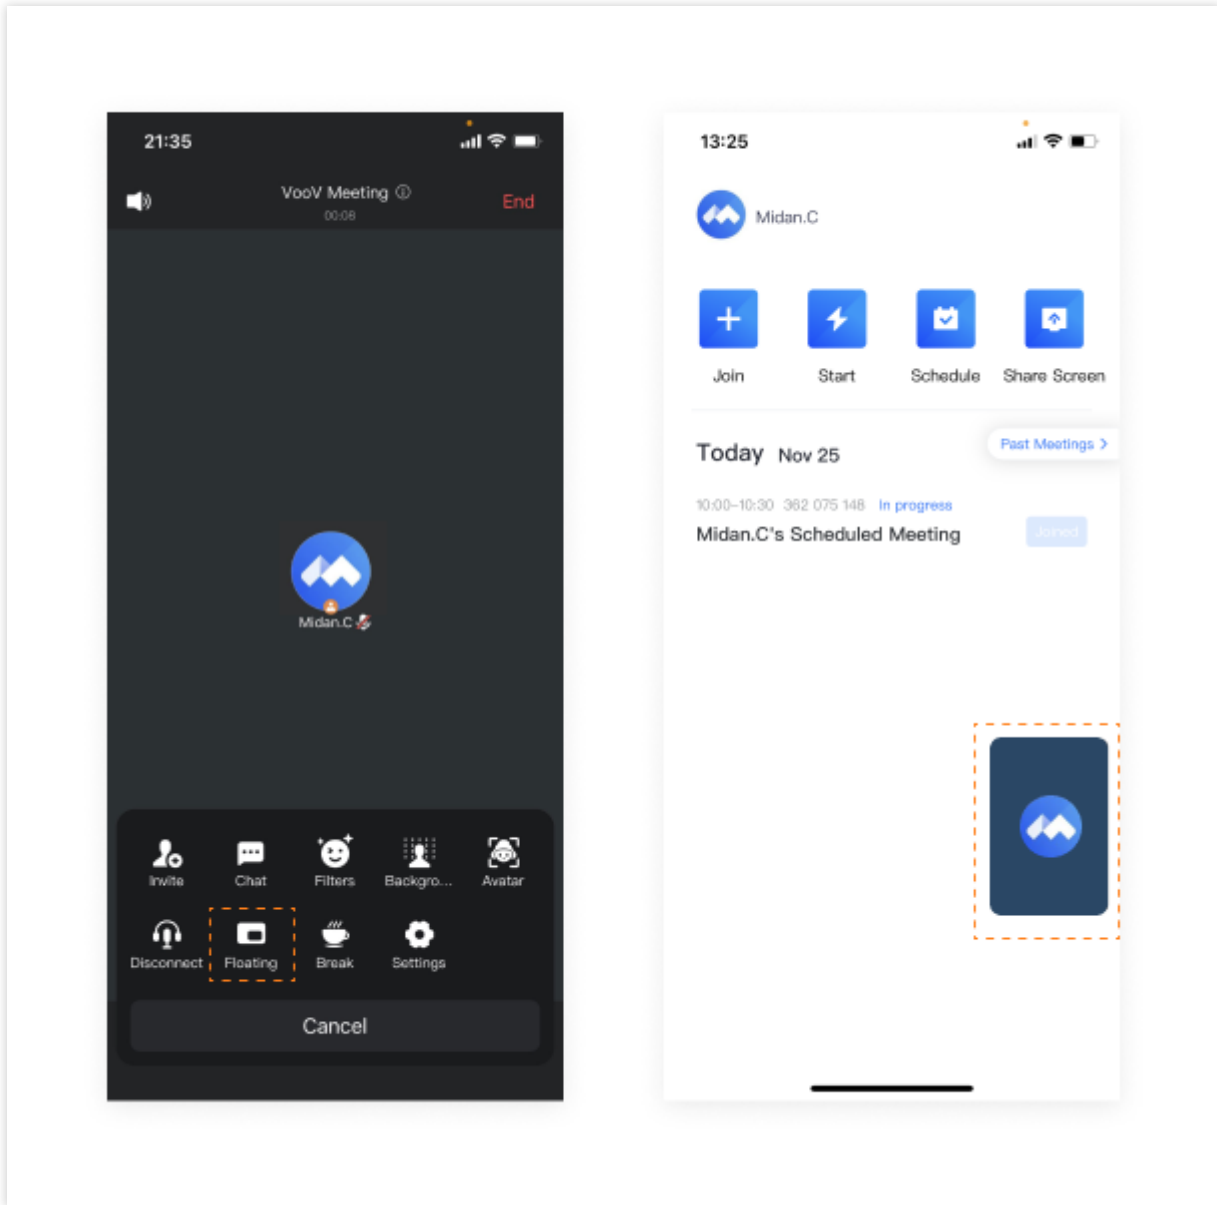 21:35
VooV Meeting
00:08
End
Midan.C
Invite
Chat
Filters
Backgro...
Avatar
Disconnect
Floating
Break
Settings
Cancel
13:25
Midan.C
Join
Start
Schedule
Share Screen
Today Nov 25
Past Meetings >
10:00-10:30 362 075 148 In progress
Midan.C's Scheduled Meeting
Joined